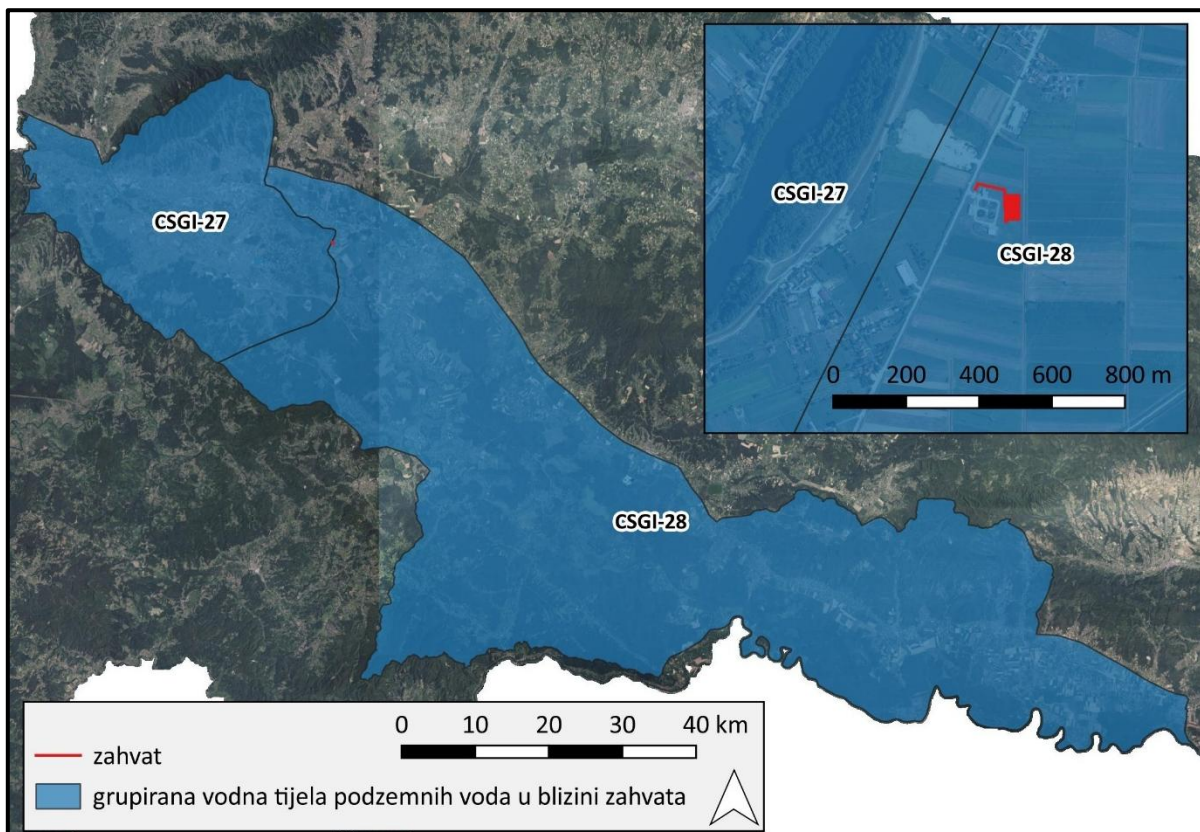 CSGI-27
CSGI-28
CSGI-27
CSGI-28
0 200 400 600 800 m
zahvat
grupirana vodna tijela podzemnih voda u blizini zahvata
0 10 20 30 40 km